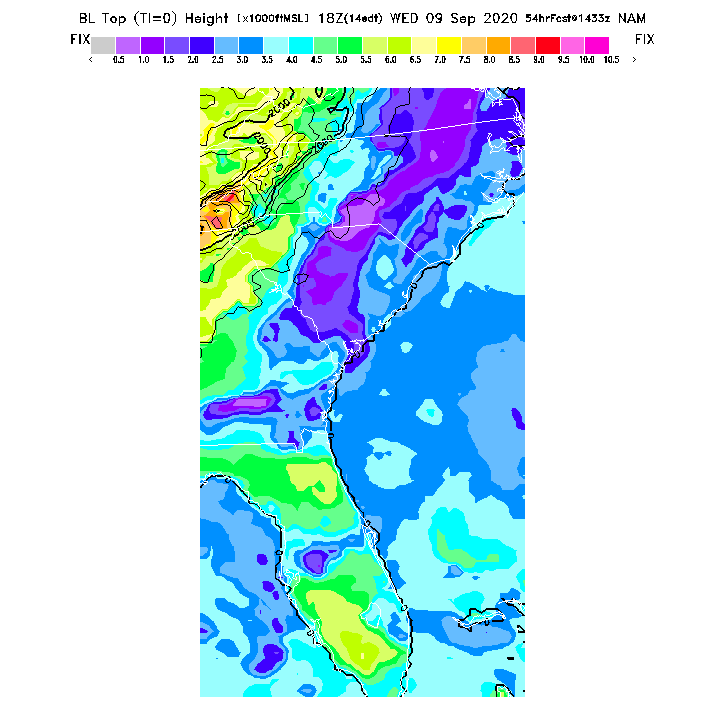 BL Top (TI=0) Height [x1000ftMSL] 18Z(14edt) WED 09 Sep 2020 54hrFcst@1433z NAM
FIX FIX
< 0.5 1.0 1.5 2.0 2.5 3.0 3.5 4.0 4.5 5.0 5.5 6.0 6.5 7.0 7.5 8.0 8.5 9.0 9.5 10.0 10.5 >
2000
2000
2000